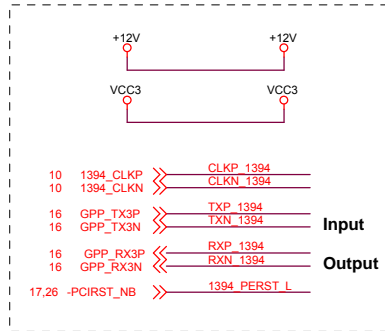 +12V +12V
VCC3 VCC3
10 1394_CLKP CLKP_1394
10 1394_CLKN CLKN_1394
16 GPP_TX3P TXP_1394
16 GPP_TX3N TXN_1394 Input
16 GPP_RX3P RXP_1394
16 GPP_RX3N RXN_1394 Output
17,26 -PCIRST_NB 1394_PERST_L